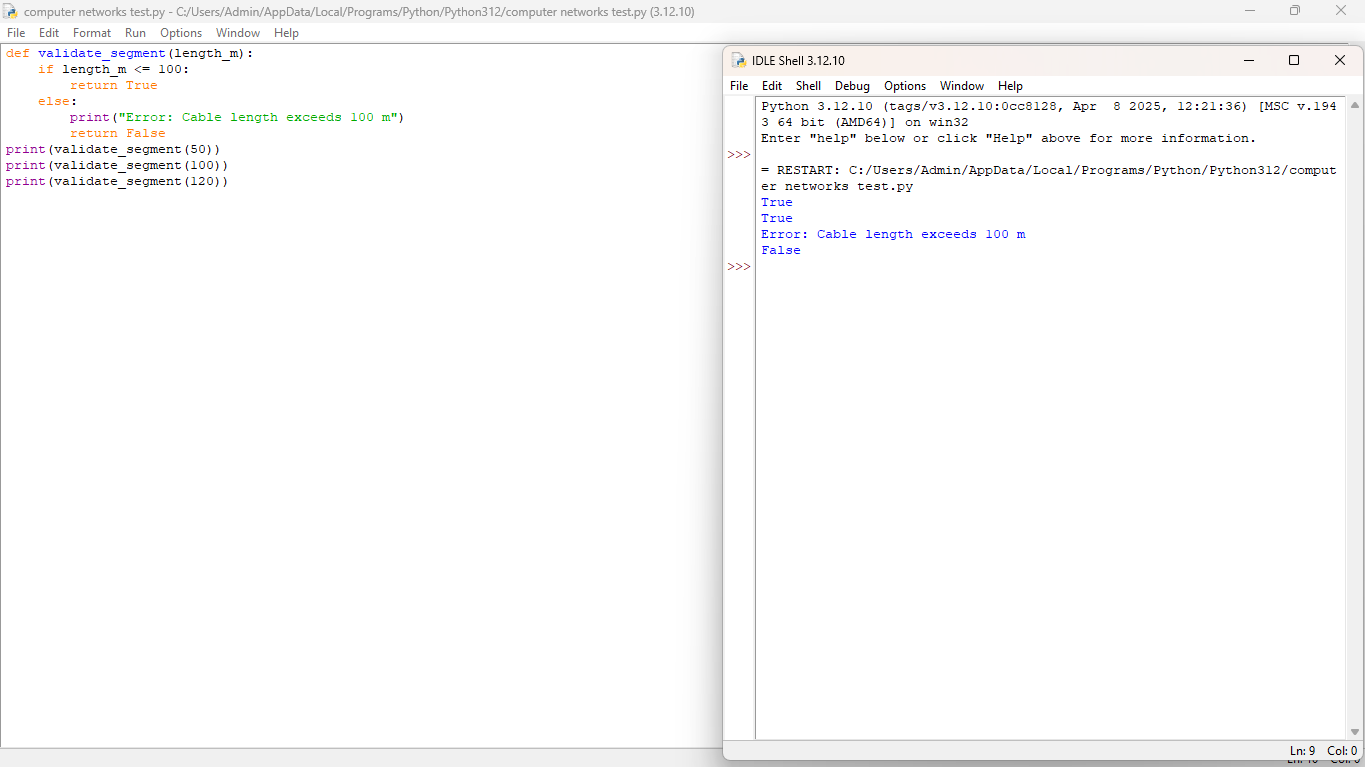 computer networks test.py - C:/Users/Admin/AppData/Local/Programs/Python/Python312/computer networks test.py (3.12.10)
File Edit Format Run Options Window Help
def validate_segment(length_m):
    if length_m <= 100:
        return True
    else:
        print("Error: Cable length exceeds 100 m")
        return False
print(validate_segment(50))
print(validate_segment(100))
print(validate_segment(120))
IDLE Shell 3.12.10
File Edit Shell Debug Options Window Help
Python 3.12.10 (tags/v3.12.10:0cc8128, Apr  8 2025, 12:21:36) [MSC v.194
3 64 bit (AMD64)] on win32
Enter "help" below or click "Help" above for more information.
>>>
= RESTART: C:/Users/Admin/AppData/Local/Programs/Python/Python312/comput
er networks test.py
True
True
Error: Cable length exceeds 100 m
False
>>>
Ln: 9 Col: 0